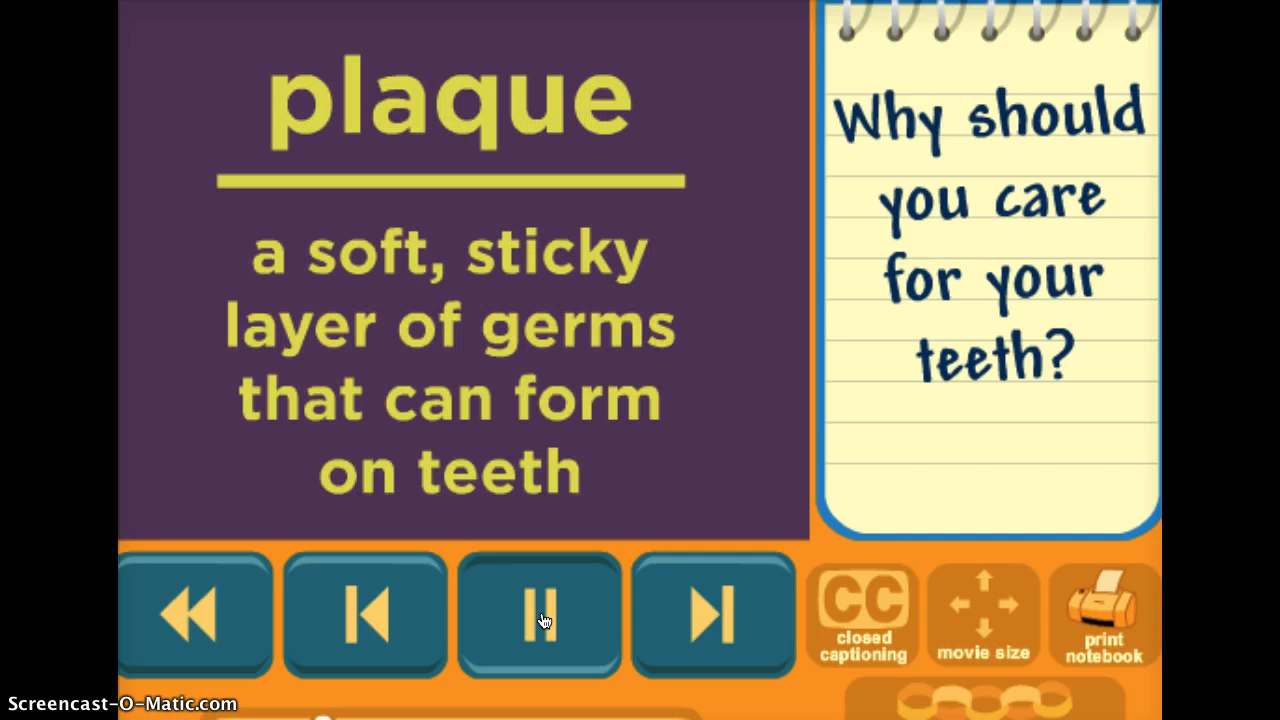 plaque
a soft, sticky
layer of germs
that can form
on teeth
Why should
you care
for your
teeth?
CC
closed
captioning
movie size
print
notebook
Screencast-O-Matic.com